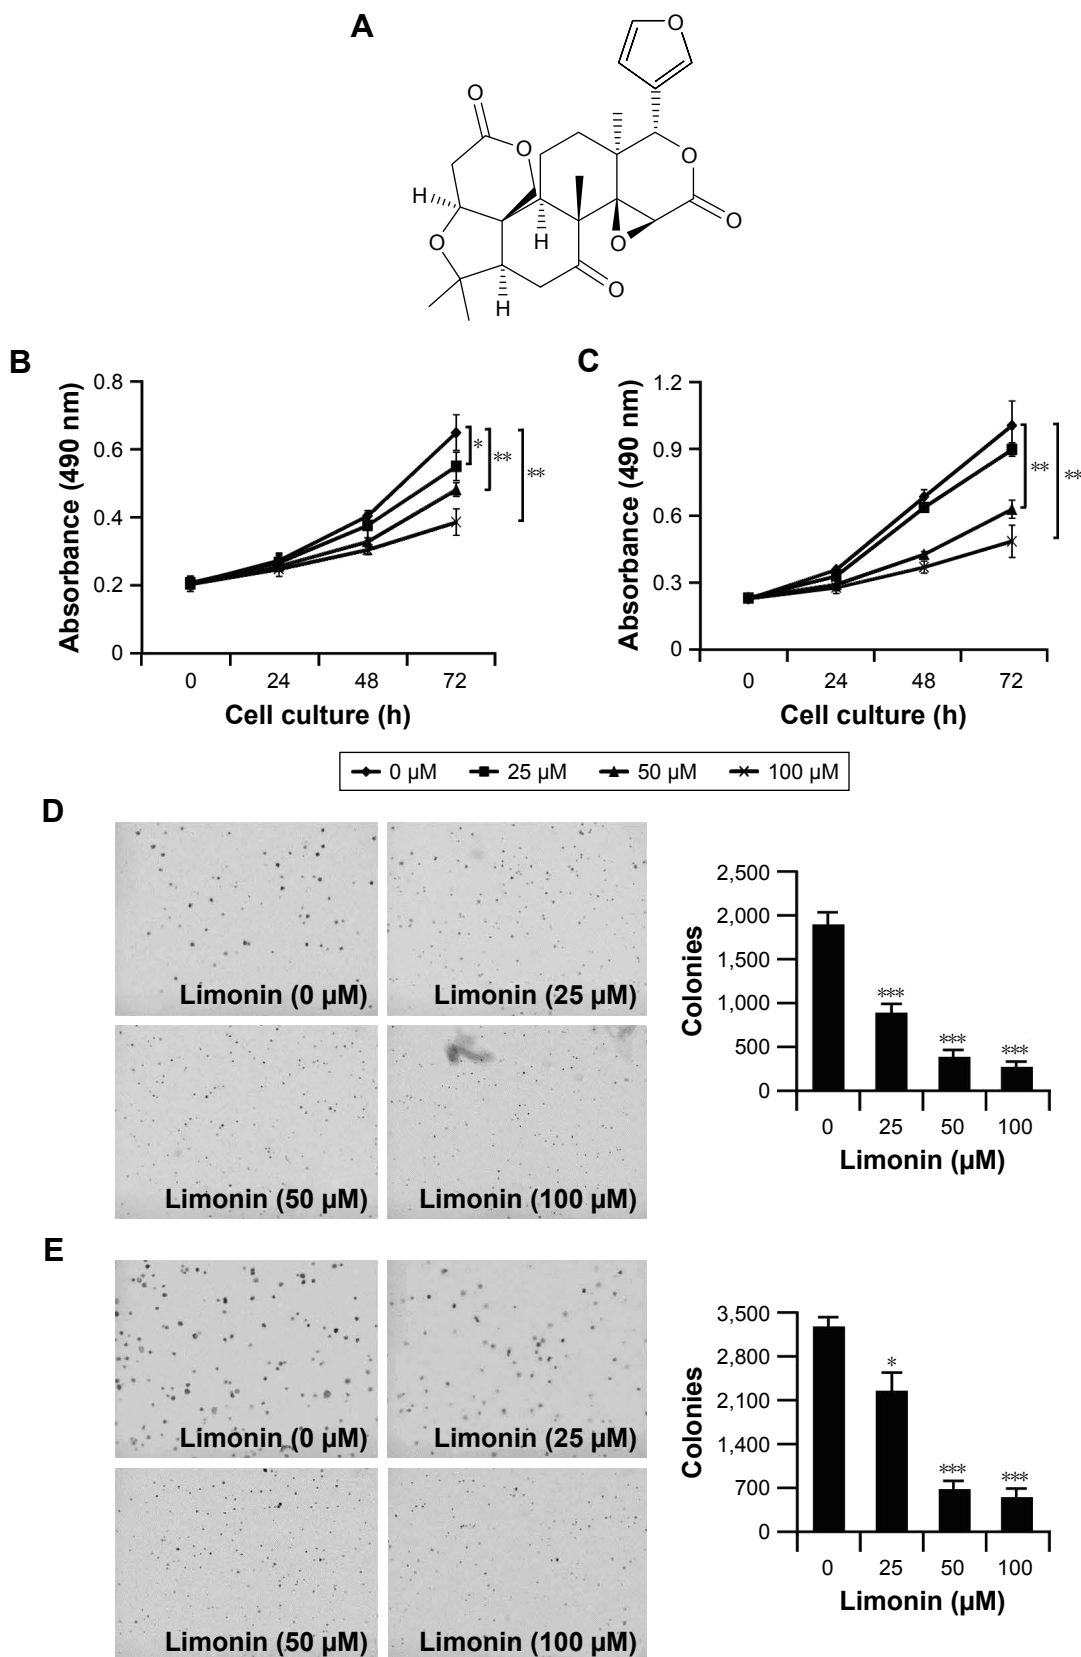 A
O
O
O
H
O
O
O
H
O
O
H
B
Absorbance (490 nm)
0.8
0.6
0.4
0.2
0
*
**
**
0 24 48 72
Cell culture (h)
C
Absorbance (490 nm)
1.2
0.9
0.6
0.3
0
**
**
0 24 48 72
Cell culture (h)
0 µM 25 µM 50 µM 100 µM
D
Limonin (0 µM) Limonin (25 µM)
Limonin (50 µM) Limonin (100 µM)
Colonies
2,500
2,000
1,500
1,000
500
0
***
***
***
0 25 50 100
Limonin (µM)
E
Limonin (0 µM) Limonin (25 µM)
Limonin (50 µM) Limonin (100 µM)
Colonies
3,500
2,800
2,100
1,400
700
0
*
***
***
0 25 50 100
Limonin (µM)